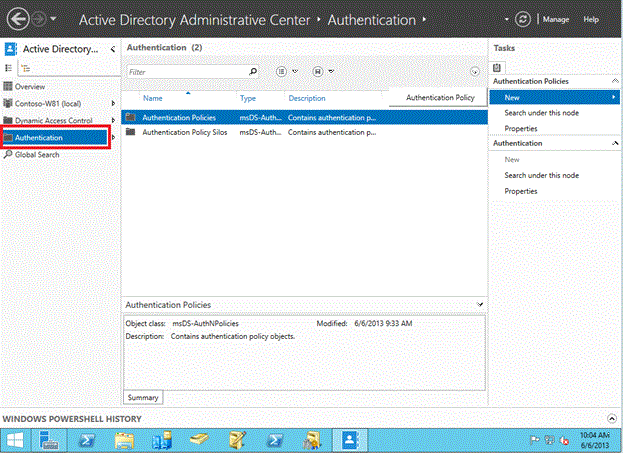 Active Directory Administrative Center • Authentication •
Manage
Help
Active Directory...
Overview
Contoso-W81 (local)
Dynamic Access Control
Authentication
Global Search
Authentication (2)
Filter
Name Type Description
Authentication Policy
Authentication Policies msDS-Auth... Contains authentication p...
Authentication Policy Silos msDS-Auth... Contains authentication p...
Authentication Policies
Object class: msDS-AuthNPolicies Modified: 6/6/2013 9:33 AM
Description: Contains authentication policy objects.
Summary
Tasks
Authentication Policies
New
Search under this node
Properties
Authentication
New
Search under this node
Properties
WINDOWS POWERSHELL HISTORY
10:04 AM
6/6/2013